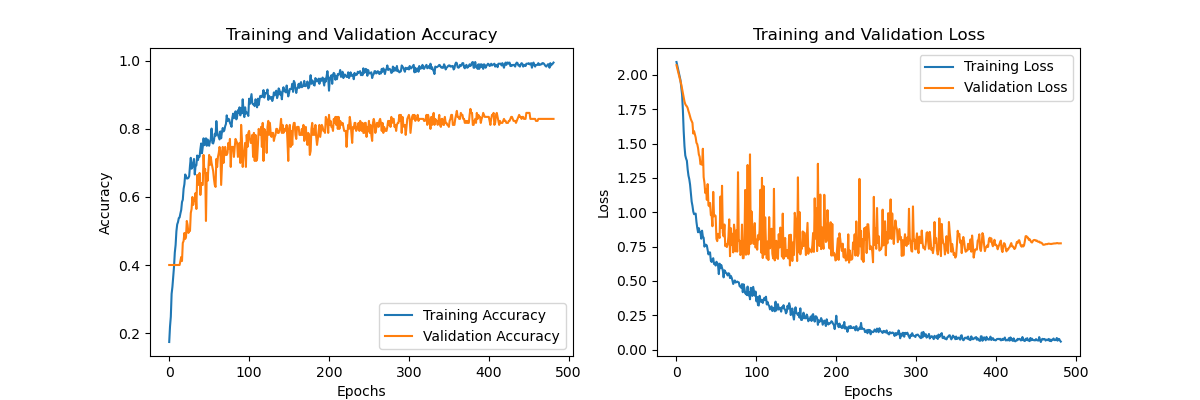 Training and Validation Accuracy
1.0
0.8
0.6
0.4
0.2
Accuracy
0 100 200 300 400 500
Epochs
Training Accuracy
Validation Accuracy
Training and Validation Loss
2.00
1.75
1.50
1.25
1.00
0.75
0.50
0.25
0.00
Loss
0 100 200 300 400 500
Epochs
Training Loss
Validation Loss